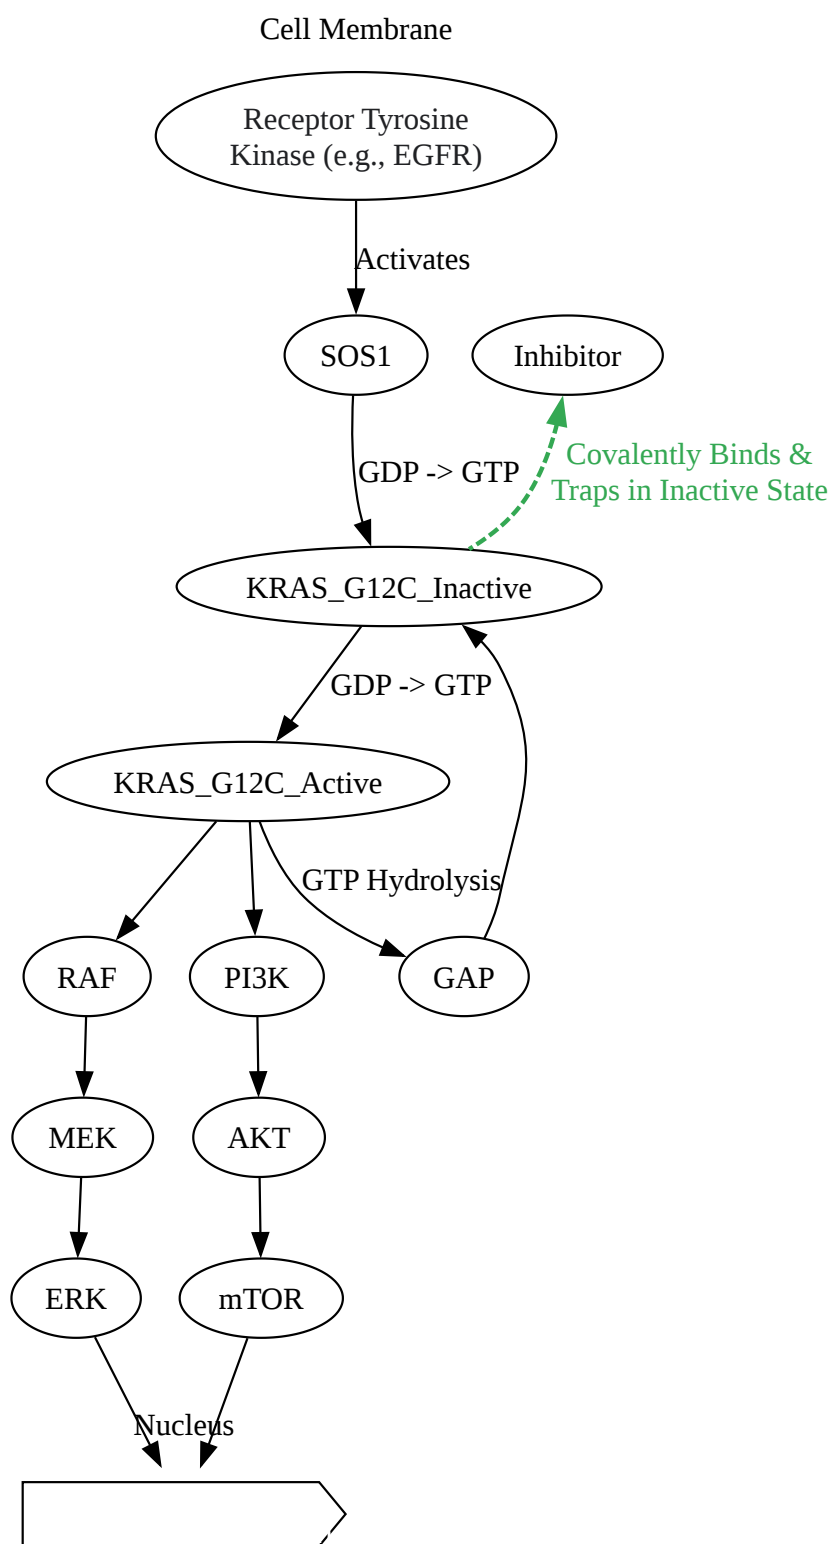 Cell Membrane
Receptor Tyrosine
Kinase (e.g., EGFR)
Activates
SOS1
Inhibitor
Covalently Binds &
Traps in Inactive State
GDP -> GTP
KRAS_G12C_Inactive
GDP -> GTP
KRAS_G12C_Active
GTP Hydrolysis
RAF
PI3K
GAP
MEK
AKT
ERK
mTOR
Nucleus